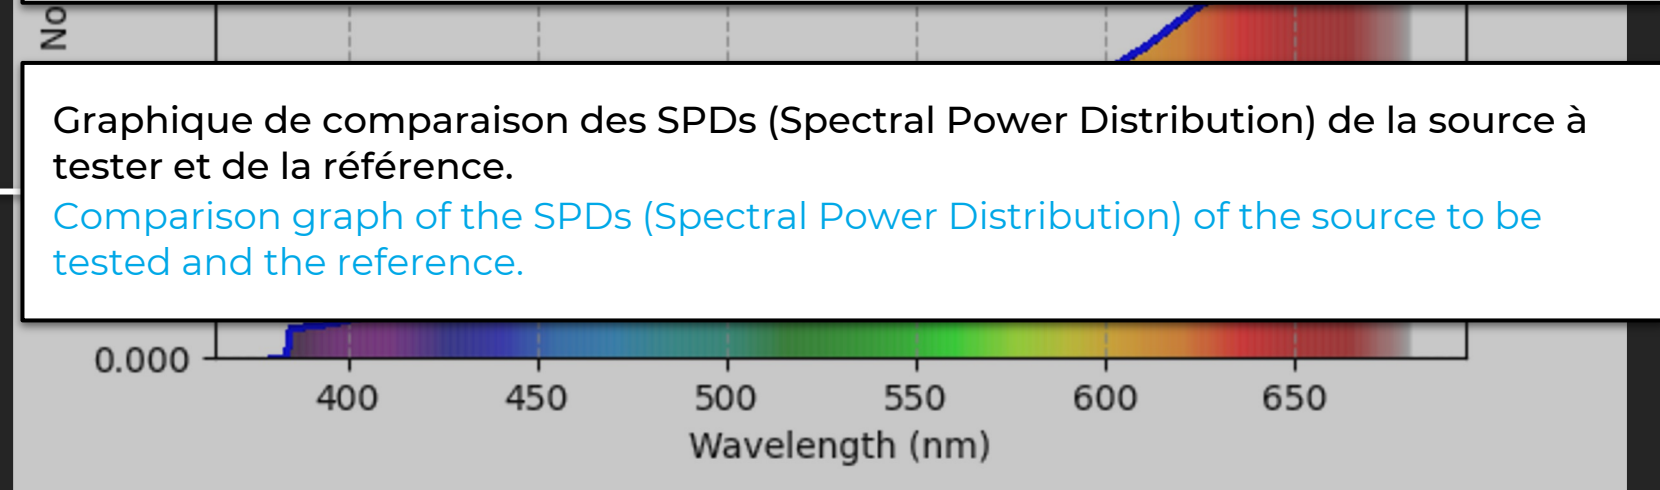 No
Graphique de comparaison des SPDs (Spectral Power Distribution) de la source à
tester et de la référence.
Comparison graph of the SPDs (Spectral Power Distribution) of the source to be
tested and the reference.
0.000
400 450 500 550 600 650
Wavelength (nm)